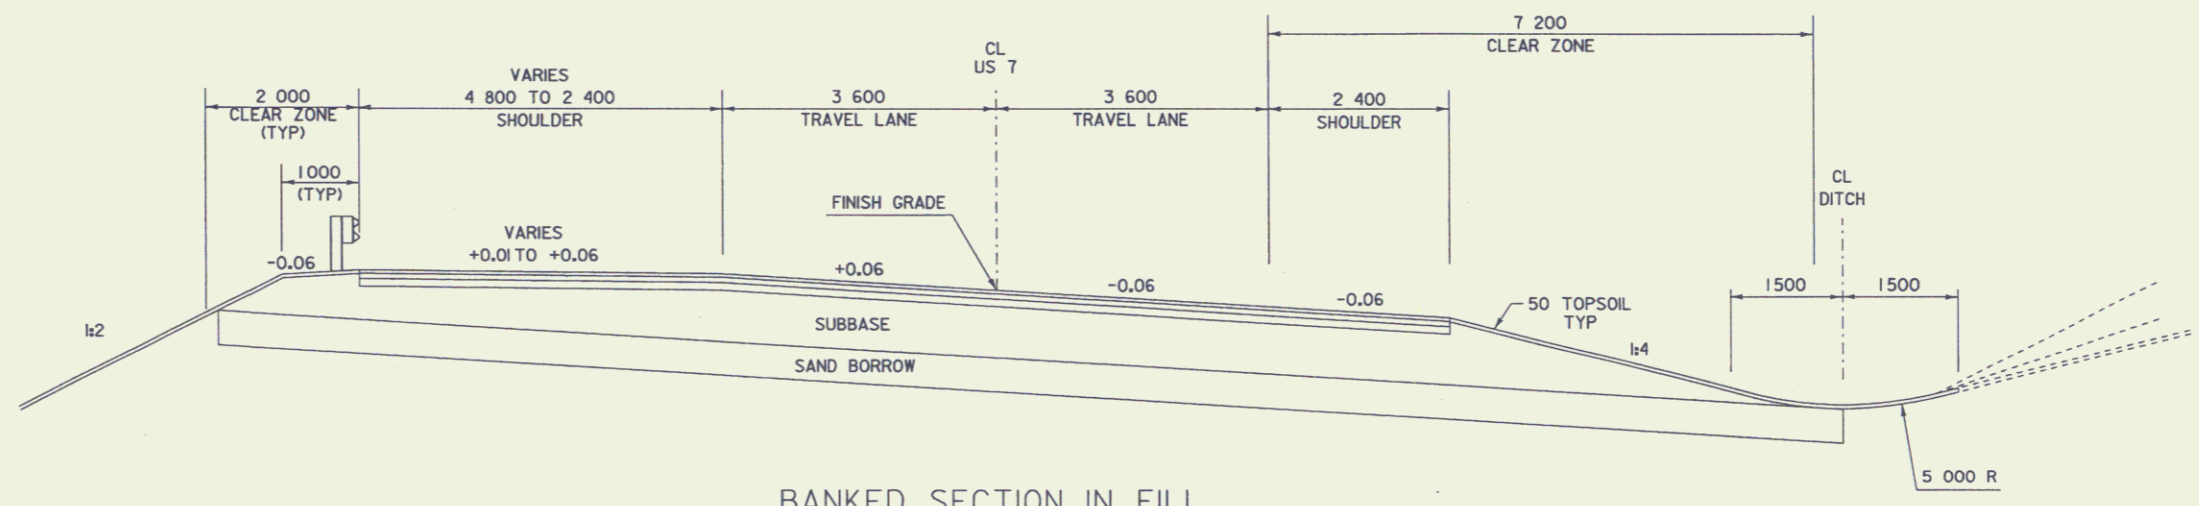 7 200
CLEAR ZONE
CL
US 7
VARIES
2 000
CLEAR ZONE
(TYP)
4 800 TO 2 400
SHOULDER
3 600
TRAVEL LANE
3 600
TRAVEL LANE
2 400
SHOULDER
1000
(TYP)
CL
DITCH
FINISH GRADE
VARIES
+0.01 TO +0.06
-0.06
+0.06
-0.06
-0.06
1500
1500
50 TOPSOIL
TYP
1:2
SUBBASE
1:4
SAND BORROW
5 000 R
BANKED SECTION IN FILL